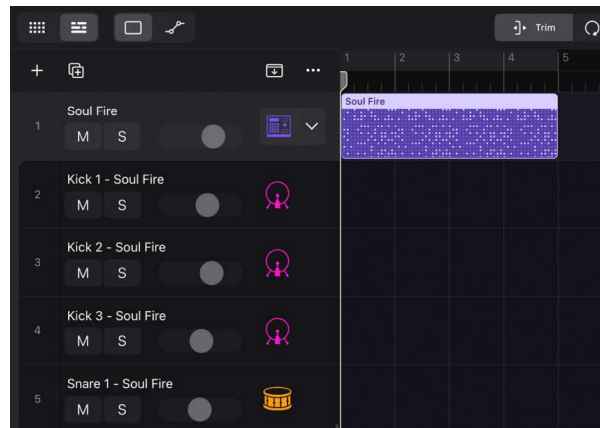 Trim
1 2 3 4 5
Soul Fire
1
Soul Fire
M S
2
Kick 1 - Soul Fire
M S
3
Kick 2 - Soul Fire
M S
4
Kick 3 - Soul Fire
M S
5
Snare 1 - Soul Fire
M S